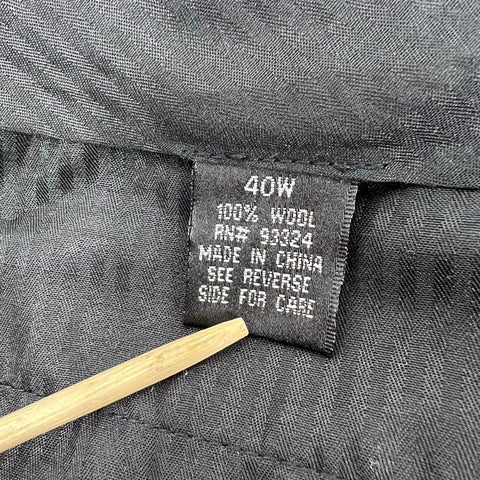 40W
100% WOOL
RN# 93324
MADE IN CHINA
SEE REVERSE
SIDE FOR CARE